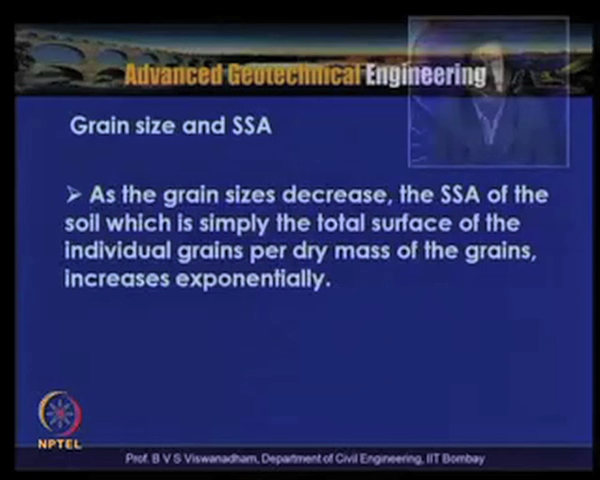 Advanced Geotechnical Engineering
Grain size and SSA
➢ As the grain sizes decrease, the SSA of the
soil which is simply the total surface of the
individual grains per dry mass of the grains,
increases exponentially.
NPTEL
Prof. B V S Viswanadham, Department of Civil Engineering, IIT Bombay